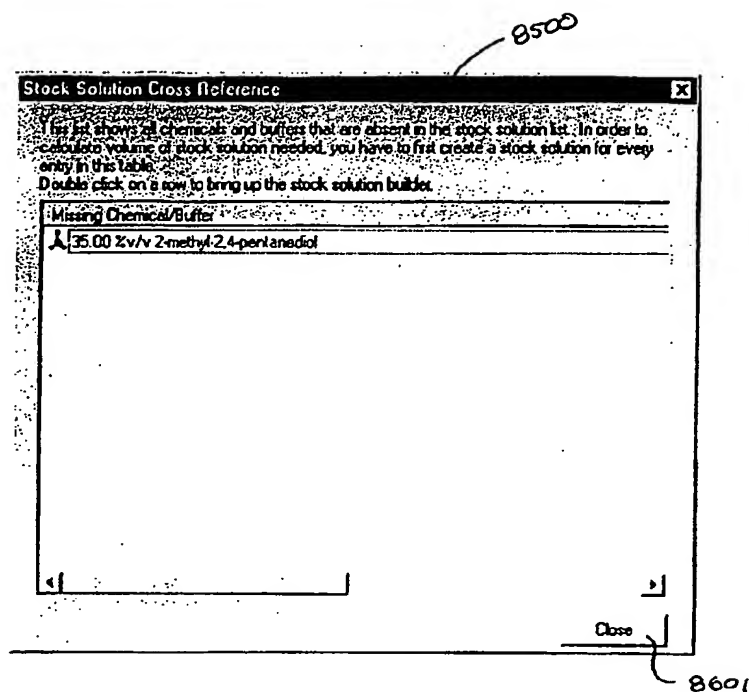 8500
Stock Solution Cross Reference
This list shows all chemicals and buffers that are absent in the stock solution list. In order to
calculate volume of stock solution needed, you have to first create a stock solution for every
entry in this table.
Double click on a row to bring up the stock solution builder.
Missing Chemical/Buffer
35.00 %v/v 2-methyl-2,4-pentanediol
Close
8601